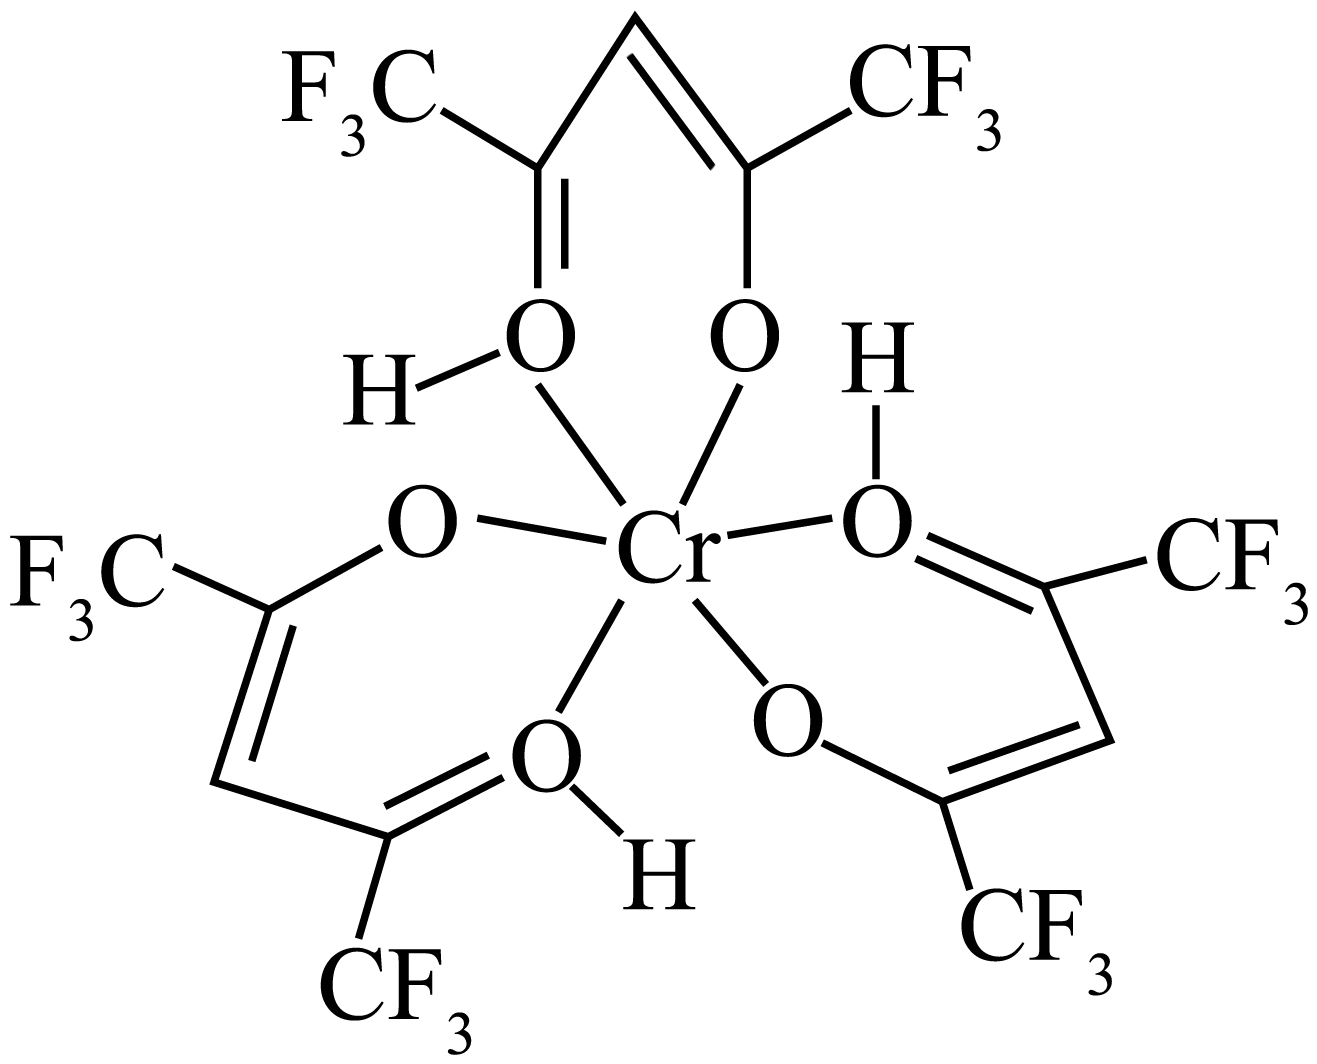 F3C CF3
O O H
H
O Cr O
F3C CF3
O O
H
CF3
CF3